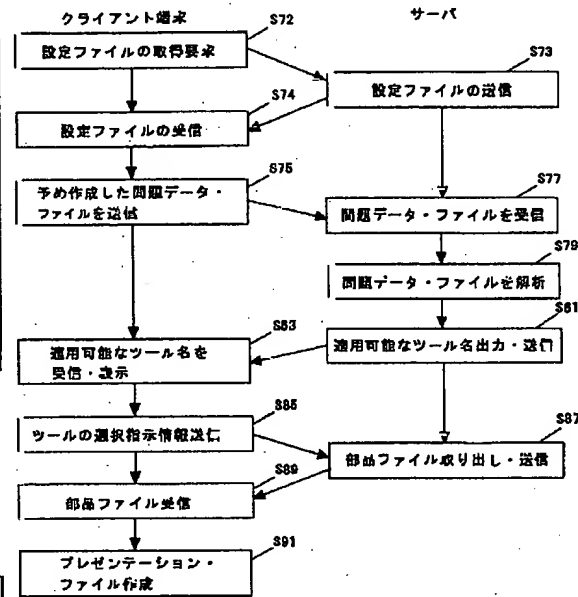 クライアント端末
サーバ
S72
設定ファイルの取得要求
S73
設定ファイルの送信
S74
設定ファイルの受信
S75
予め作成した問題データ・
ファイルを送信
S77
問題データ・ファイルを受信
S79
問題データ・ファイルを解析
S81
適用可能なツール名出力・送信
S83
適用可能なツール名を
受信・表示
S85
ツールの選択指示情報送信
S87
部品ファイル取り出し・送信
S89
部品ファイル受信
S91
プレゼンテーション・
ファイル作成